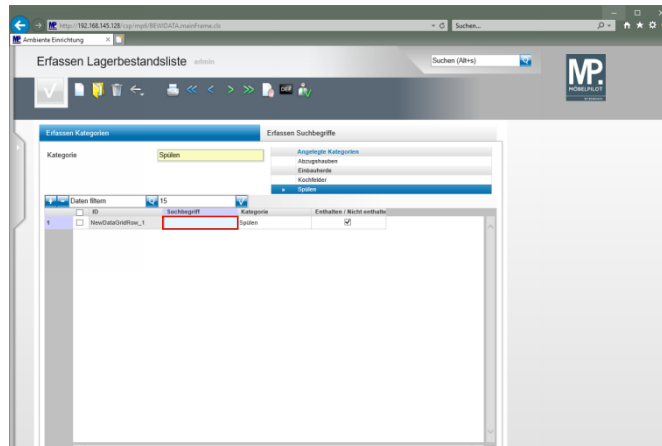 http://192.168.145.128/csp/mp6/BEWIDATA.mainFrame.cls
Suchen...
Ambiente Einrichtung
Erfassen Lagerbestandsliste admin
Suchen (Alt+s)
MP.
MÖBELPILOT
Erfassen Kategorien
Erfassen Suchbegriffe
Kategorie
Spülen
Angelegte Kategorien
Abzugshauben
Einbauherde
Kochfelder
Spülen
Daten filtern
15
ID
Suchbegriff
Kategorie
Enthalten / Nicht enthalte
1
NewDataGridRow_1
Spülen